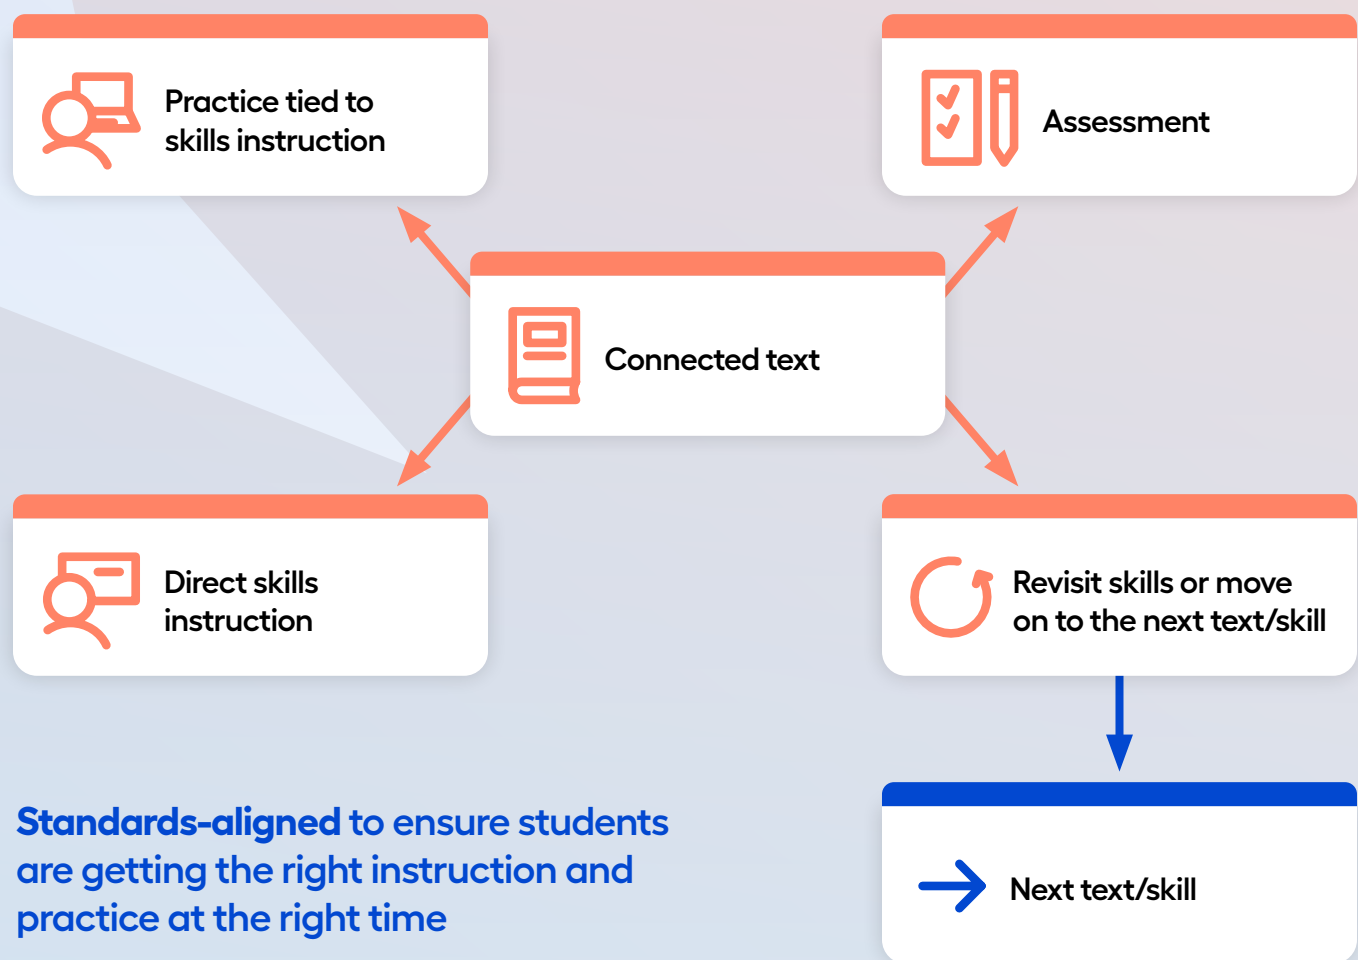 Practice tied to
skills instruction
Assessment
Connected text
Direct skills
instruction
Revisit skills or move
on to the next text/skill
Standards-aligned to ensure students
are getting the right instruction and
practice at the right time
Next text/skill